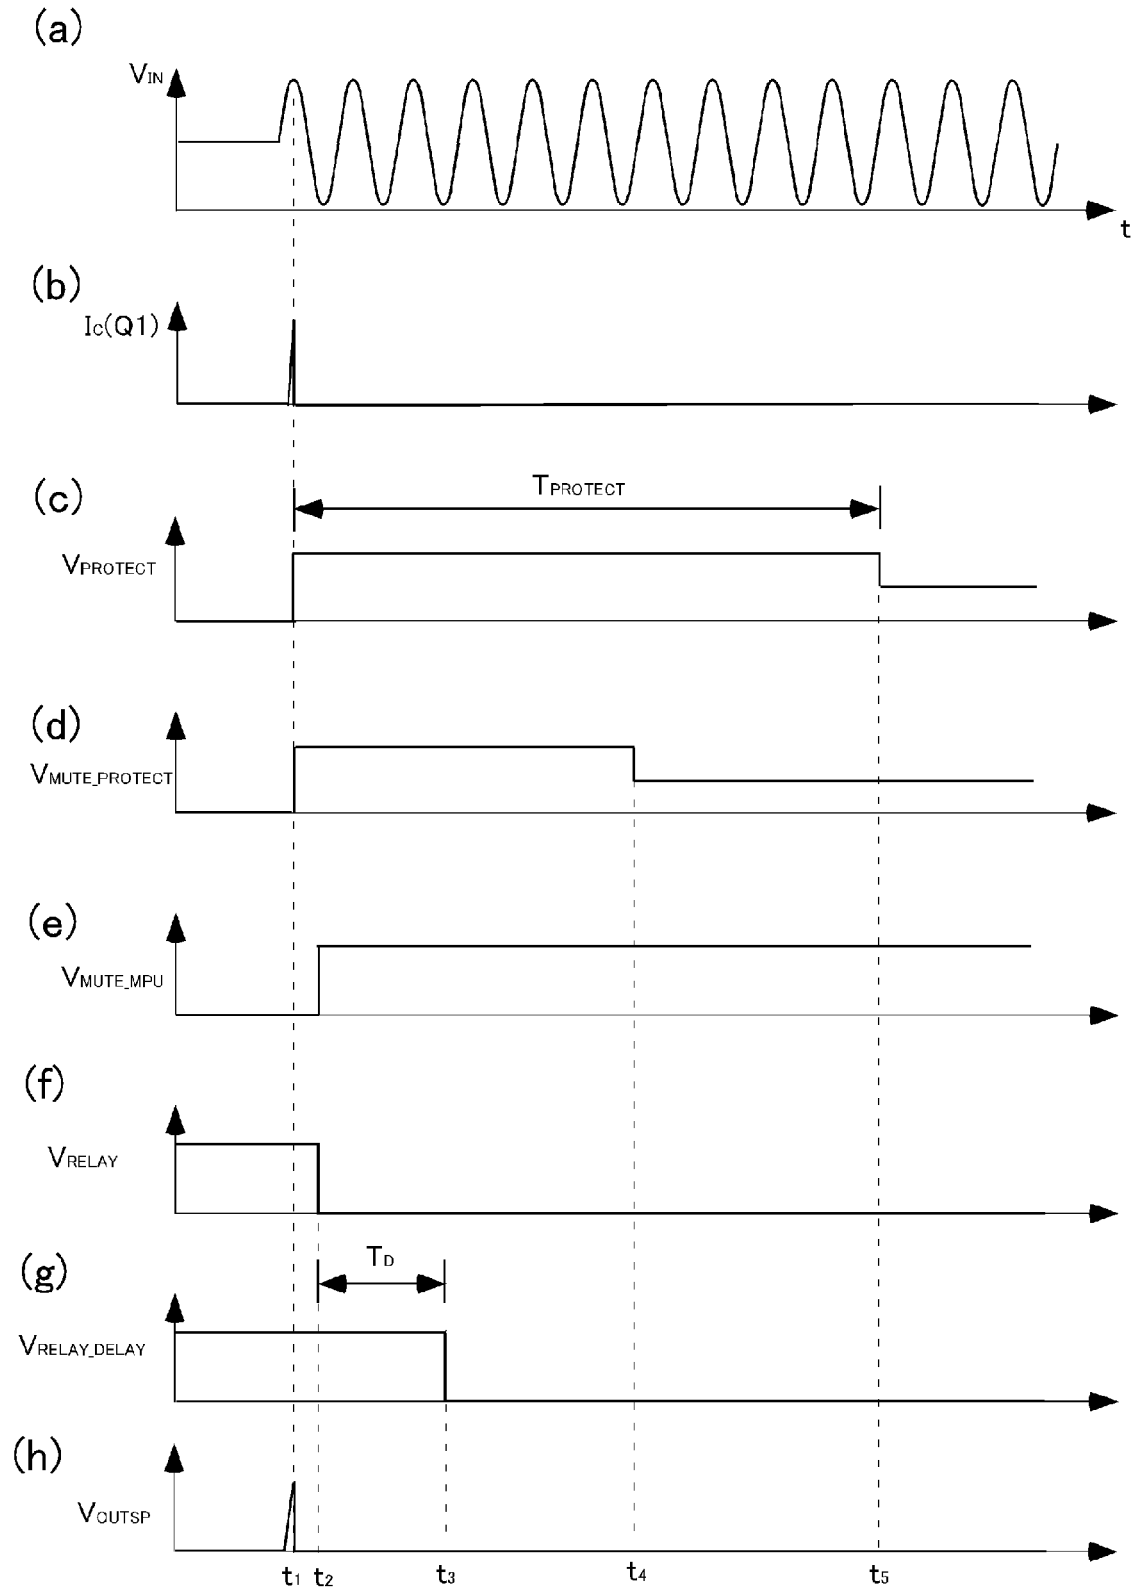 (a)
VIN
t
(b)
Ic(Q1)
(c)
TPROTECT
VPROTECT
(d)
VMUTE_PROTECT
(e)
VMUTE_MPU
(f)
VRELAY
(g)
TD
VRELAY_DELAY
(h)
VOUTSP
t1 t2 t3 t4 t5